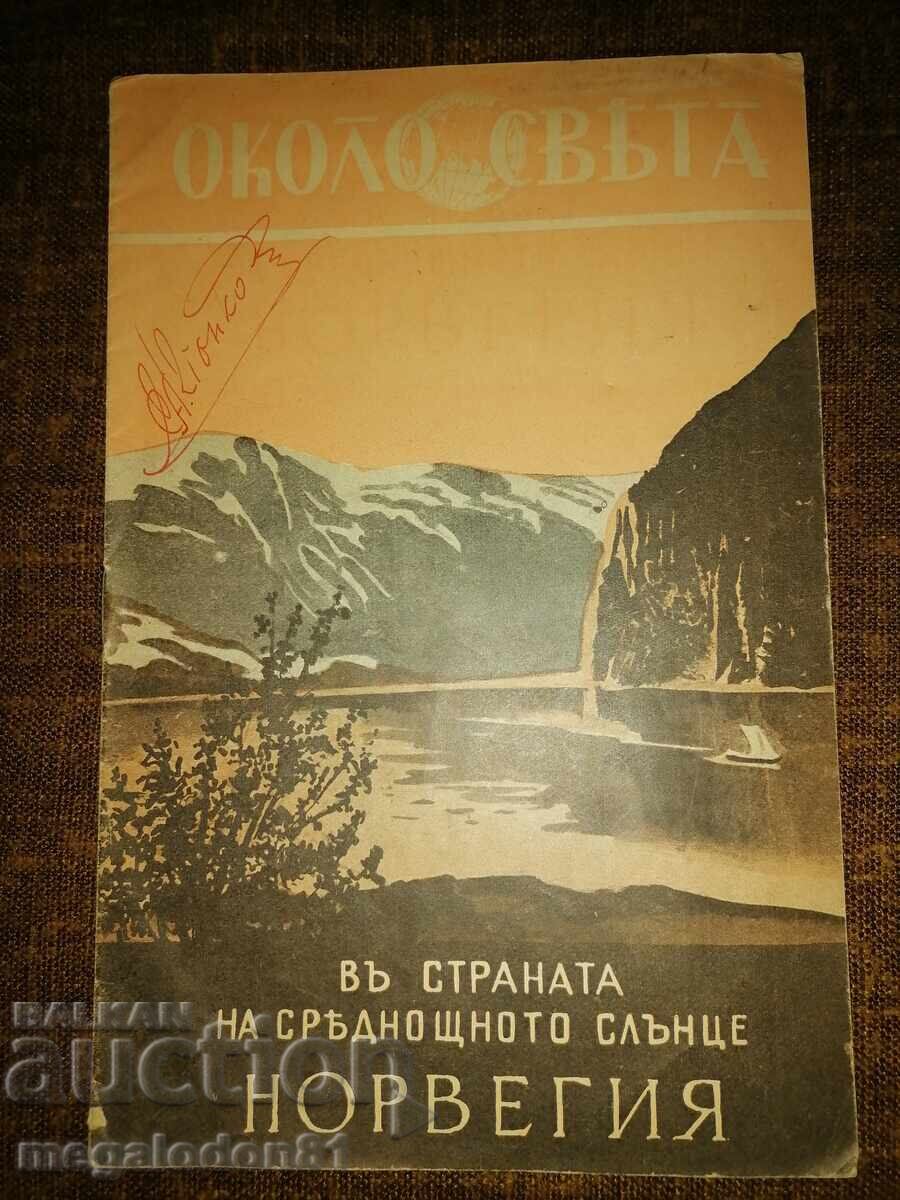 ОКОЛО СВѢТА
ВЪ СТРАНАТА
НА СРѢДНОЩНОТО СЛЪНЦЕ
НОРВЕГИЯ
BALKAN
auction
megalodon81